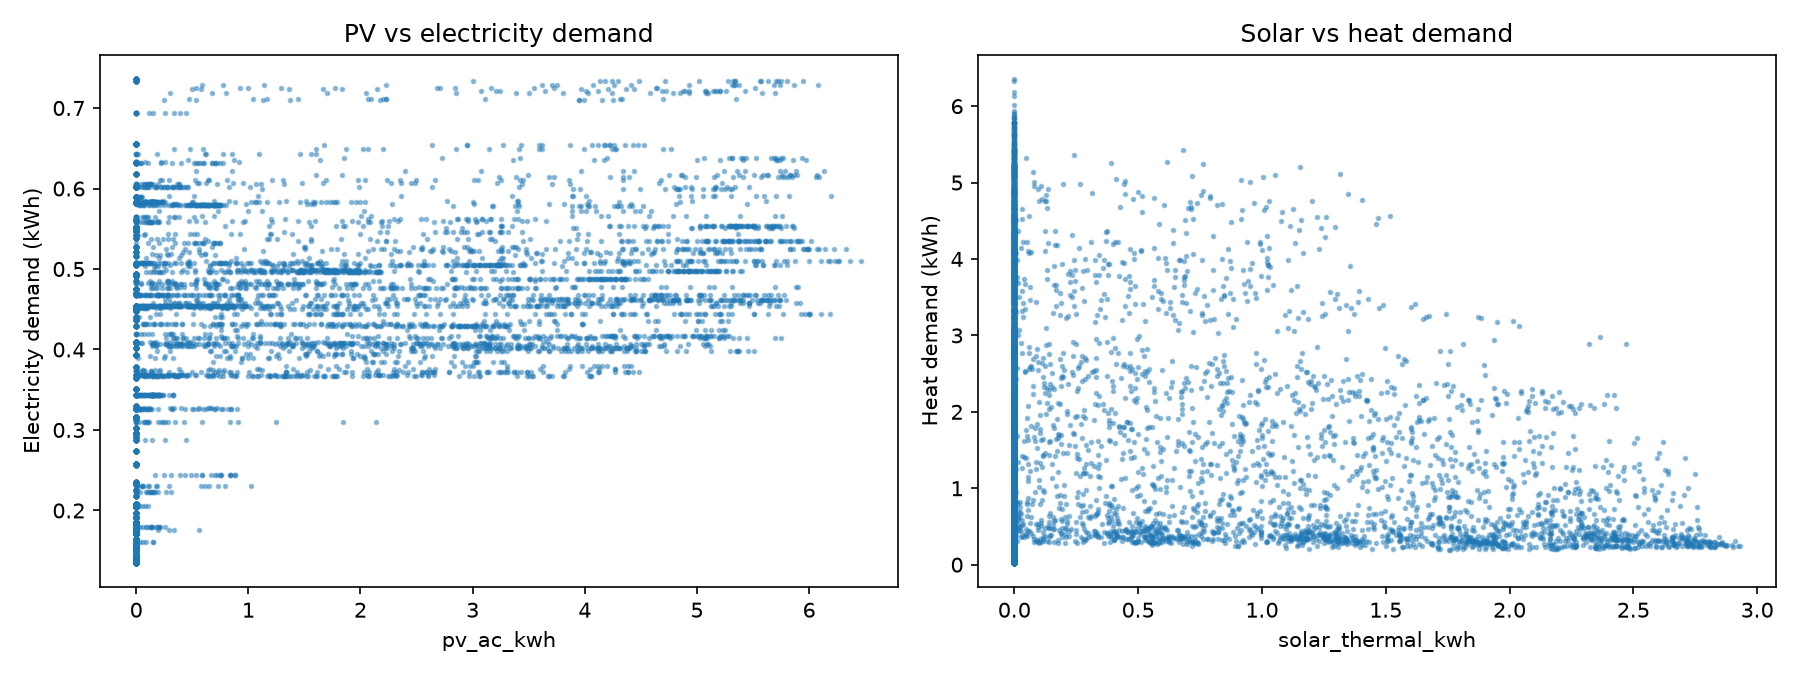 PV vs electricity demand
Electricity demand (kWh)
0.7
0.6
0.5
0.4
0.3
0.2
0 1 2 3 4 5 6
pv_ac_kwh
Solar vs heat demand
Heat demand (kWh)
6
5
4
3
2
1
0
0.0 0.5 1.0 1.5 2.0 2.5 3.0
solar_thermal_kwh